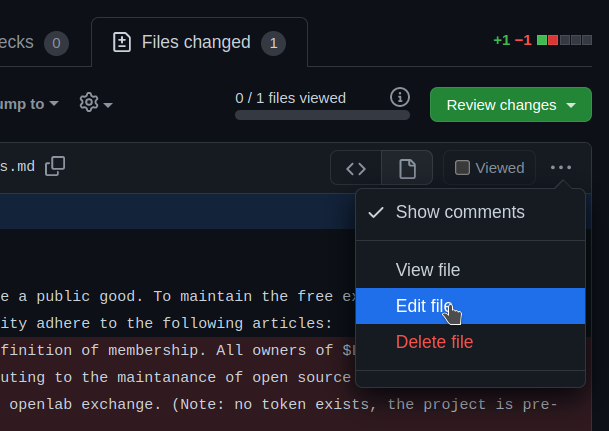 ecks 0 Files changed 1 +1 −1
ump to 0 / 1 files viewed Review changes
s.md Viewed
Show comments
View file
e a public good. To maintain the free ex
Edit file
ity adhere to the following articles:
finition of membership. All owners of $
Delete file
uting to the maintanance of open source
openlab exchange. (Note: no token exists, the project is pre-